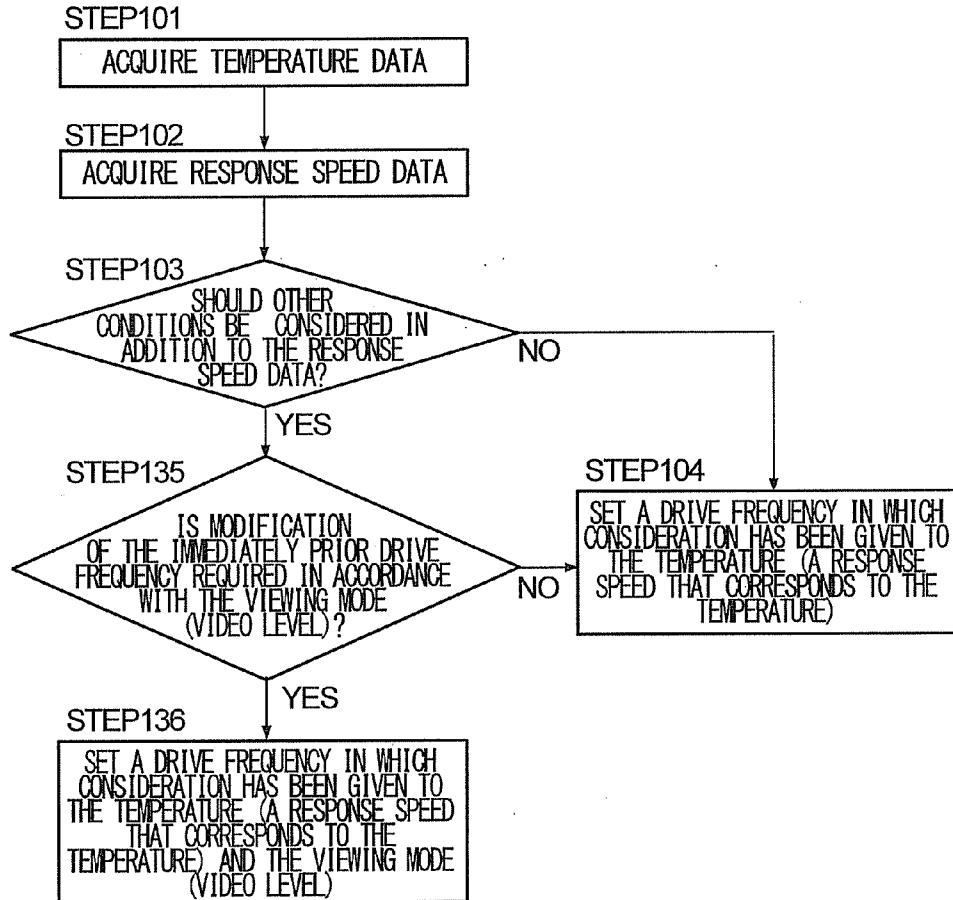 STEP101
ACQUIRE TEMPERATURE DATA
STEP102
ACQUIRE RESPONSE SPEED DATA
STEP103
SHOULD OTHER
CONDITIONS BE CONSIDERED IN
ADDITION TO THE RESPONSE
SPEED DATA?
NO
YES
STEP135
IS MODIFICATION
OF THE IMMEDIATELY PRIOR DRIVE
FREQUENCY REQUIRED IN ACCORDANCE
WITH THE VIEWING MODE
(VIDEO LEVEL)?
NO
YES
STEP104
SET A DRIVE FREQUENCY IN WHICH
CONSIDERATION HAS BEEN GIVEN TO
THE TEMPERATURE (A RESPONSE
SPEED THAT CORRESPONDS TO THE
TEMPERATURE)
STEP136
SET A DRIVE FREQUENCY IN WHICH
CONSIDERATION HAS BEEN GIVEN TO
THE TEMPERATURE (A RESPONSE SPEED
THAT CORRESPONDS TO THE
TEMPERATURE) AND THE VIEWING MODE
(VIDEO LEVEL)